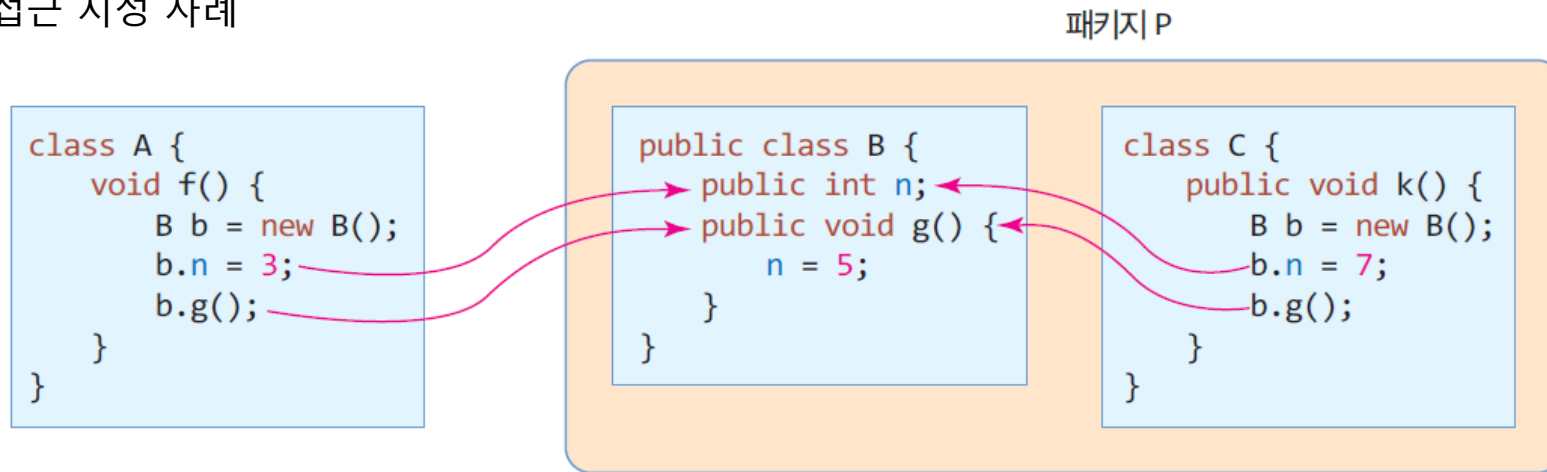 접근 지정 사례
패키지 P
class A {
void f() {
B b = new B();
b.n = 3;
b.g();
}
}
public class B {
public int n;
public void g() {
n = 5;
}
}
class C {
public void k() {
B b = new B();
b.n = 7;
b.g();
}
}